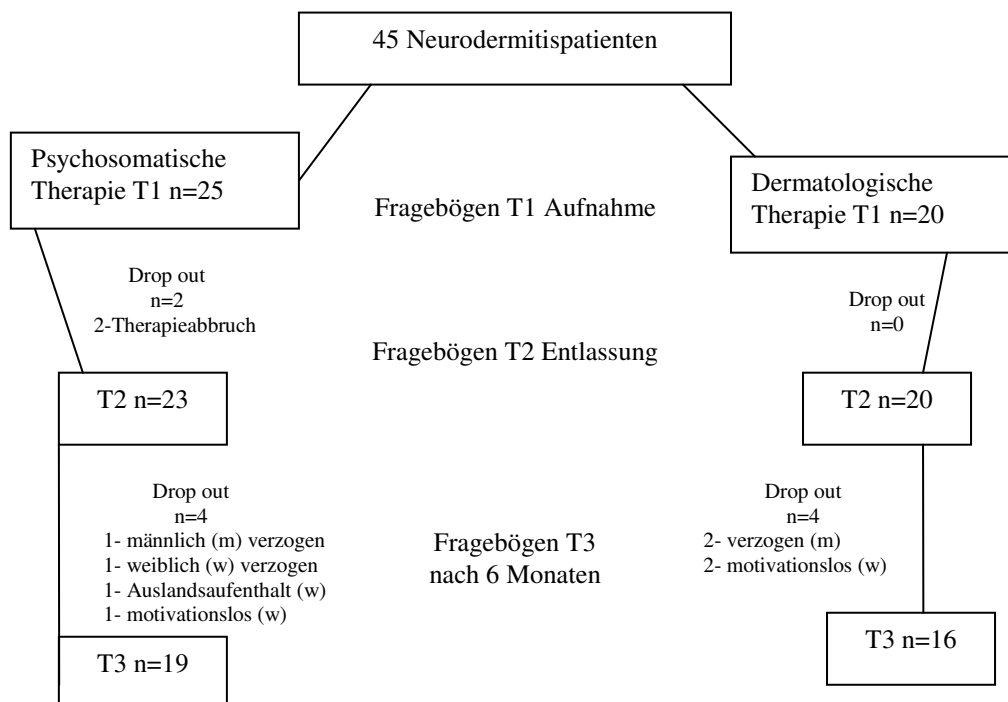 45 Neurodermitispatienten
Psychosomatische
Therapie T1 n=25
Fragebögen T1 Aufnahme
Dermatologische
Therapie T1 n=20
Drop out
n=2
2-Therapieabbruch
Drop out
n=0
Fragebögen T2 Entlassung
T2 n=23
T2 n=20
Drop out
n=4
1- männlich (m) verzogen
1- weiblich (w) verzogen
1- Auslandsaufenthalt (w)
1- motivationslos (w)
Fragebögen T3
nach 6 Monaten
Drop out
n=4
2- verzogen (m)
2- motivationslos (w)
T3 n=19
T3 n=16